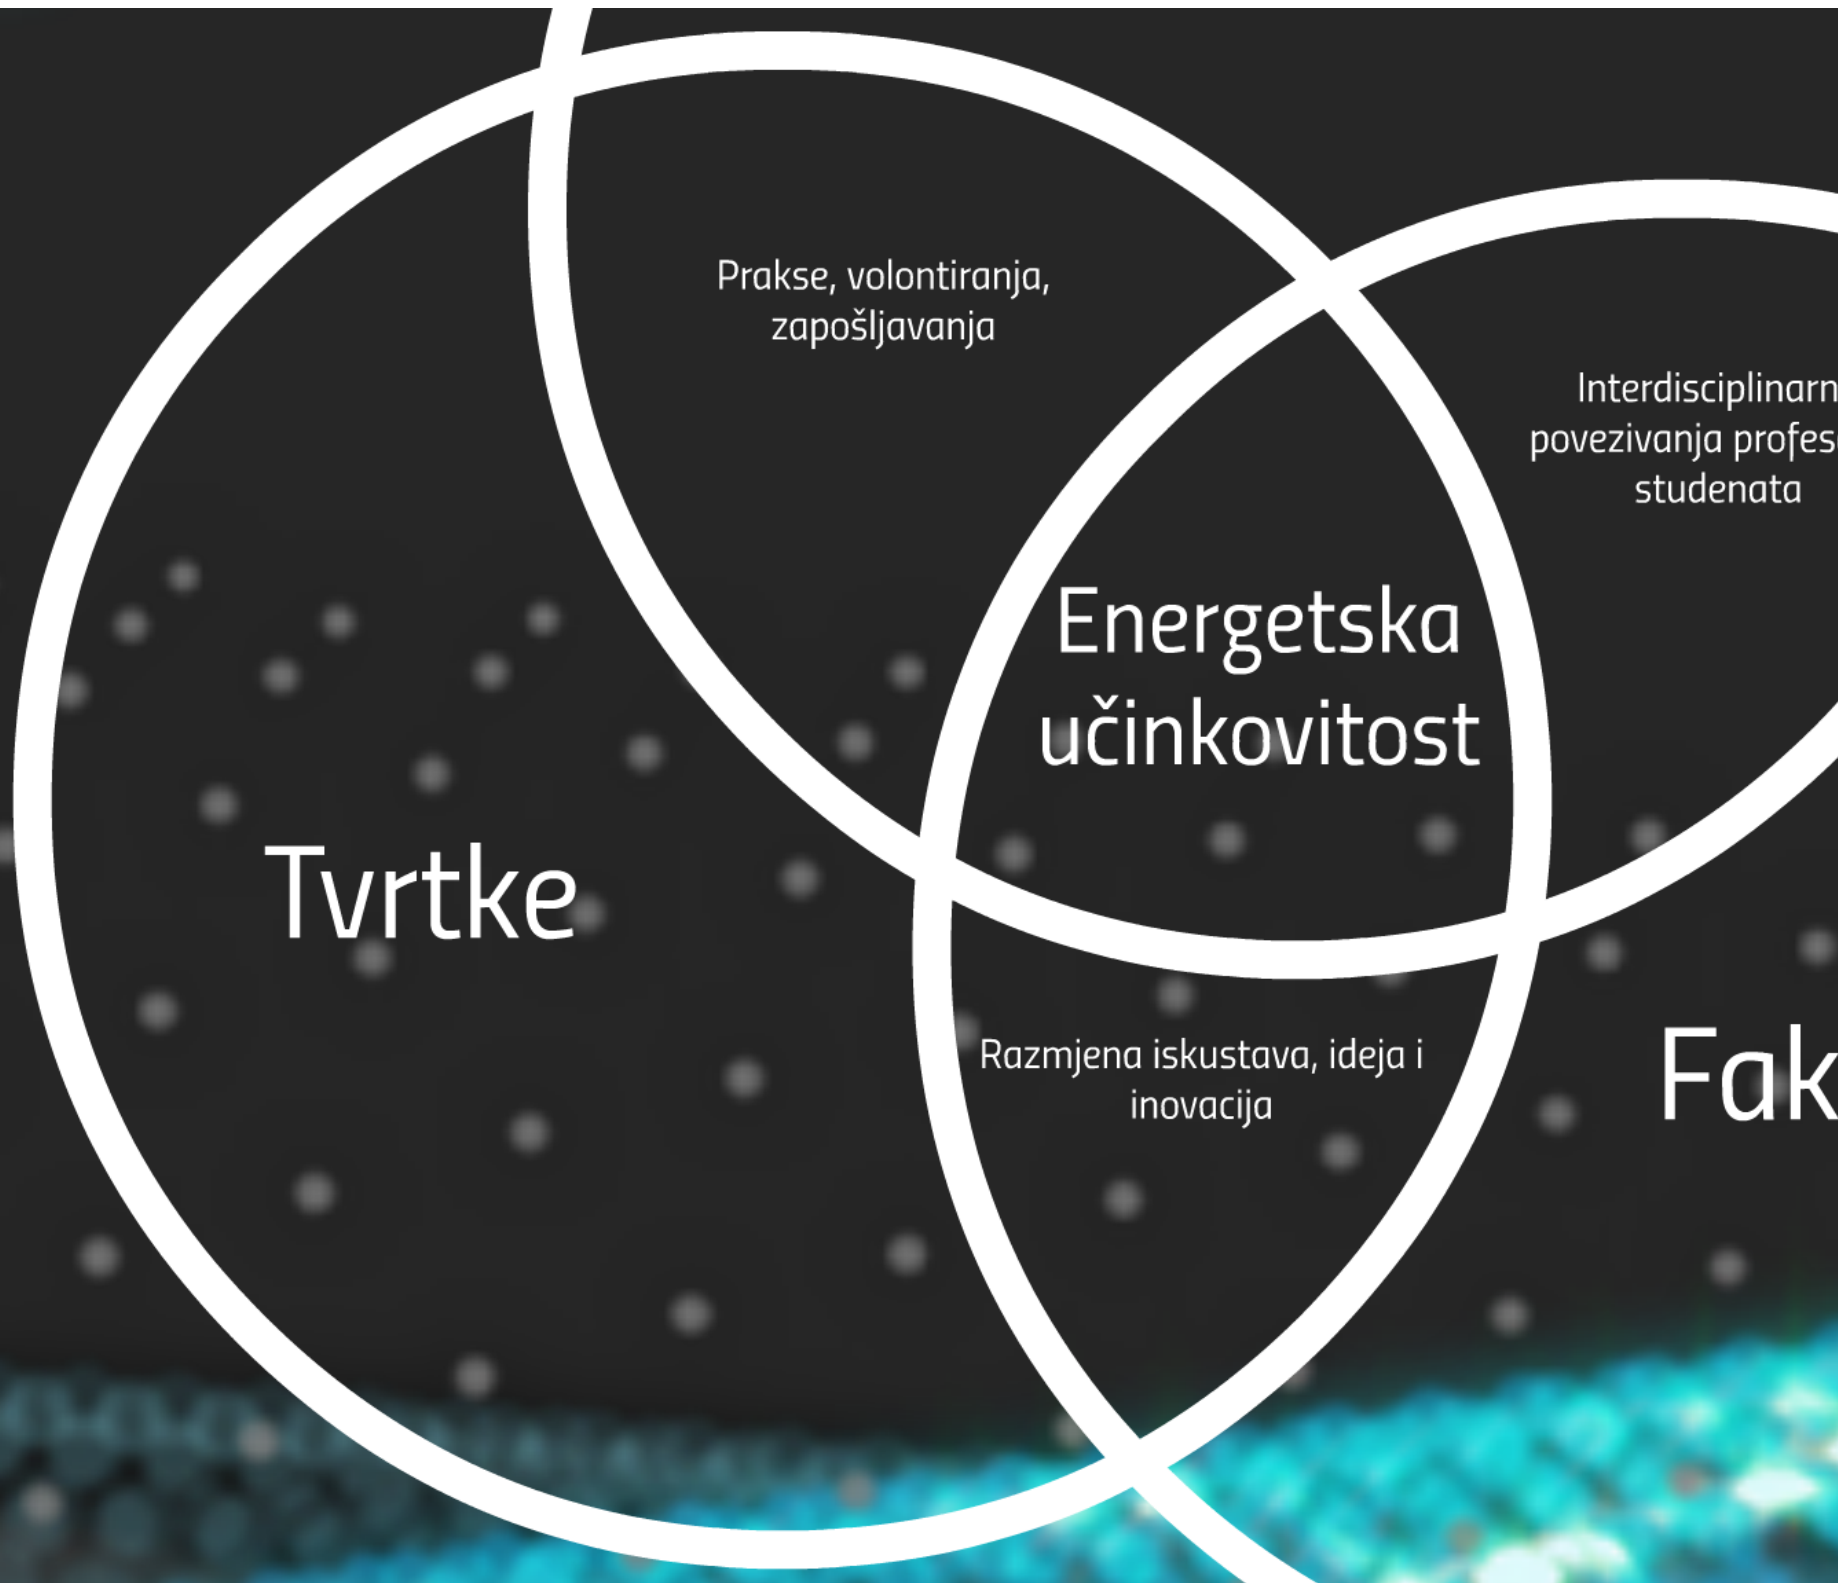 Prakse, volontiranja,
zapošljavanja
Interdisciplinarn
povezivanja profes
studenata
Energetska
učinkovitost
Tvrtke
Razmjena iskustava, ideja i
inovacija
Fak